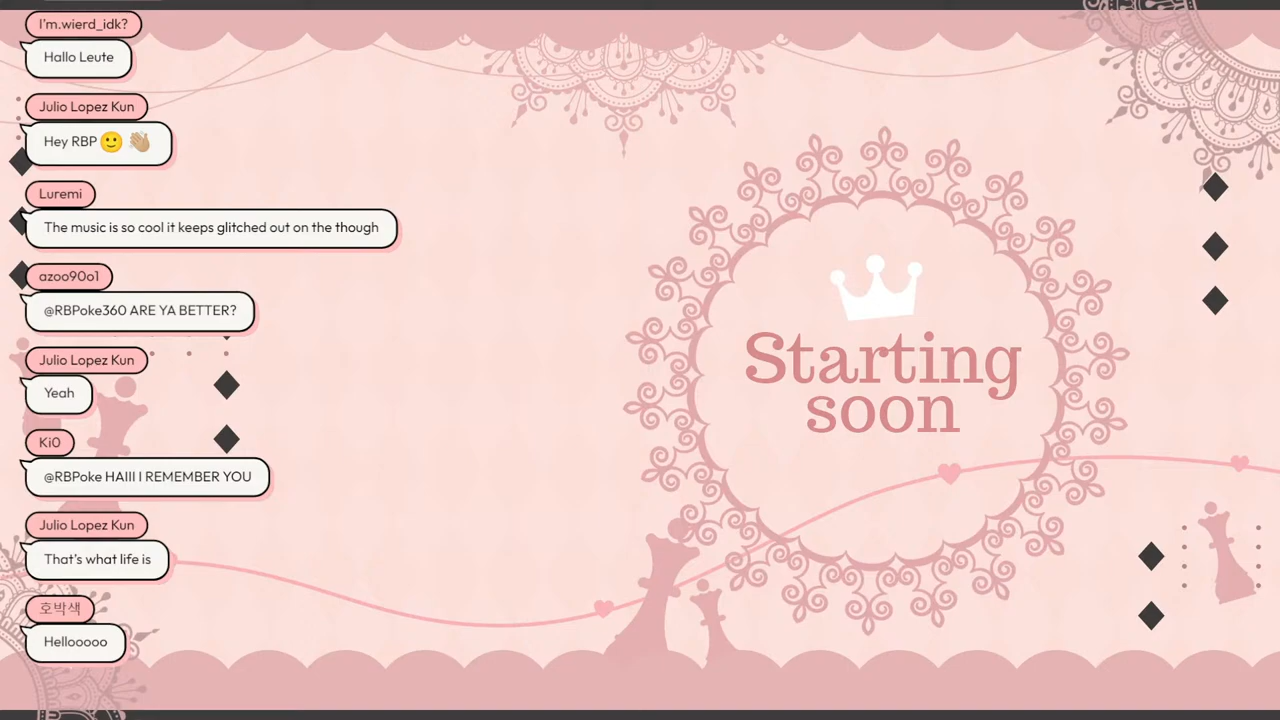 I'm.wierd_idk?
Hallo Leute
Julio Lopez Kun
Hey RBP 🙂 👋🏼
Luremi
The music is so cool it keeps glitched out on the though
azoo90o1
@RBPoke360 ARE YA BETTER?
Julio Lopez Kun
Yeah
Ki0
@RBPoke HAIII I REMEMBER YOU
Julio Lopez Kun
That's what life is
호박색
Hellooooo
Starting
soon